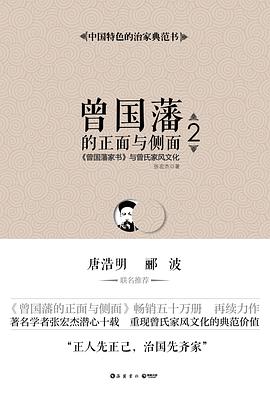 中国特色的治家典范书
曾国藩
的正面与侧面
2
《曾国藩家书》与曾氏家风文化
张宏杰 著
唐浩明 郦波
联名推荐
《曾国藩的正面与侧面》畅销五十万册 再续力作
著名学者张宏杰潜心十载 重现曾氏家风文化的典范价值
“正人先正己，治国先齐家”
岳麓书社